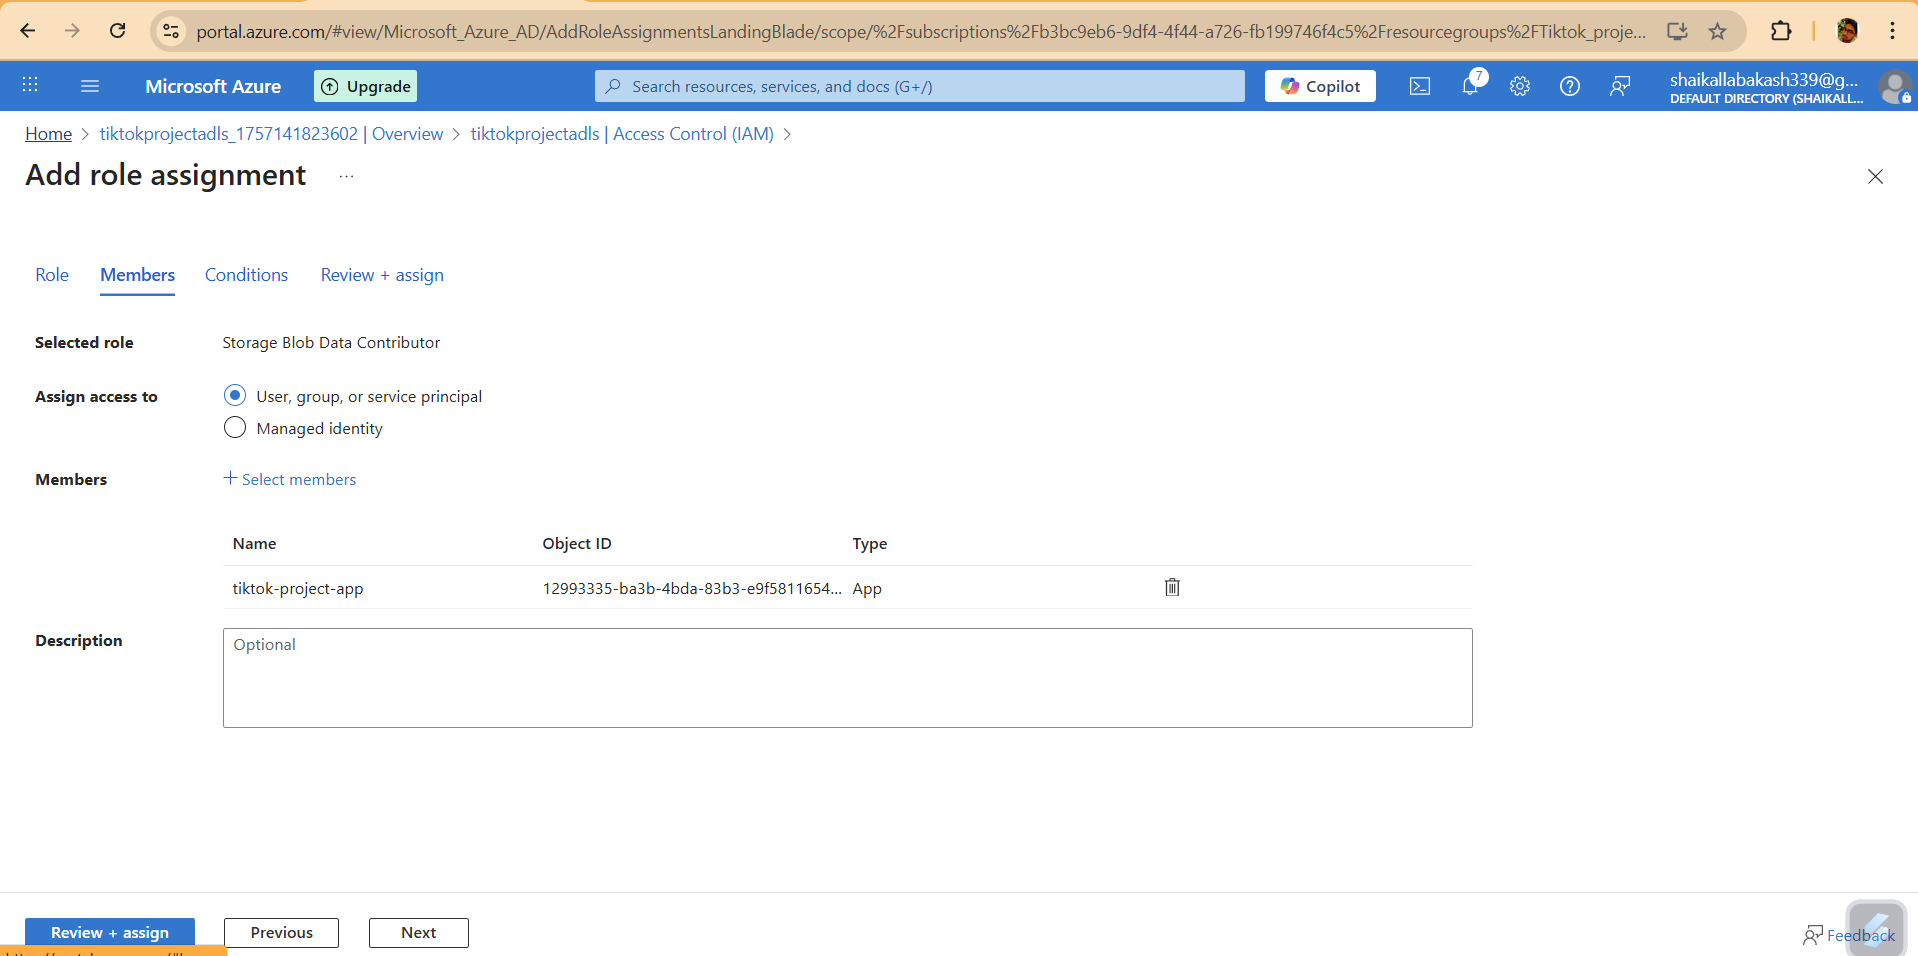 portal.azure.com/#view/Microsoft_Azure_AD/AddRoleAssignmentsLandingBlade/scope/%2Fsubscriptions%2Fb3bc9eb6-9df4-4f44-a726-fb199746f4c5%2Fresourcegroups%2FTiktok_proje...
Microsoft Azure
Upgrade
Search resources, services, and docs (G+/)
Copilot
7
shaikallabakash339@g...
DEFAULT DIRECTORY (SHAIKALL...
Home > tiktokprojectadls_1757141823602 | Overview > tiktokprojectadls | Access Control (IAM) >
Add role assignment ...
Role Members Conditions Review + assign
Selected role Storage Blob Data Contributor
Assign access to User, group, or service principal
Managed identity
Members + Select members
Name Object ID Type
tiktok-project-app 12993335-ba3b-4bda-83b3-e9f5811654... App
Description Optional
Review + assign Previous Next
Feedback